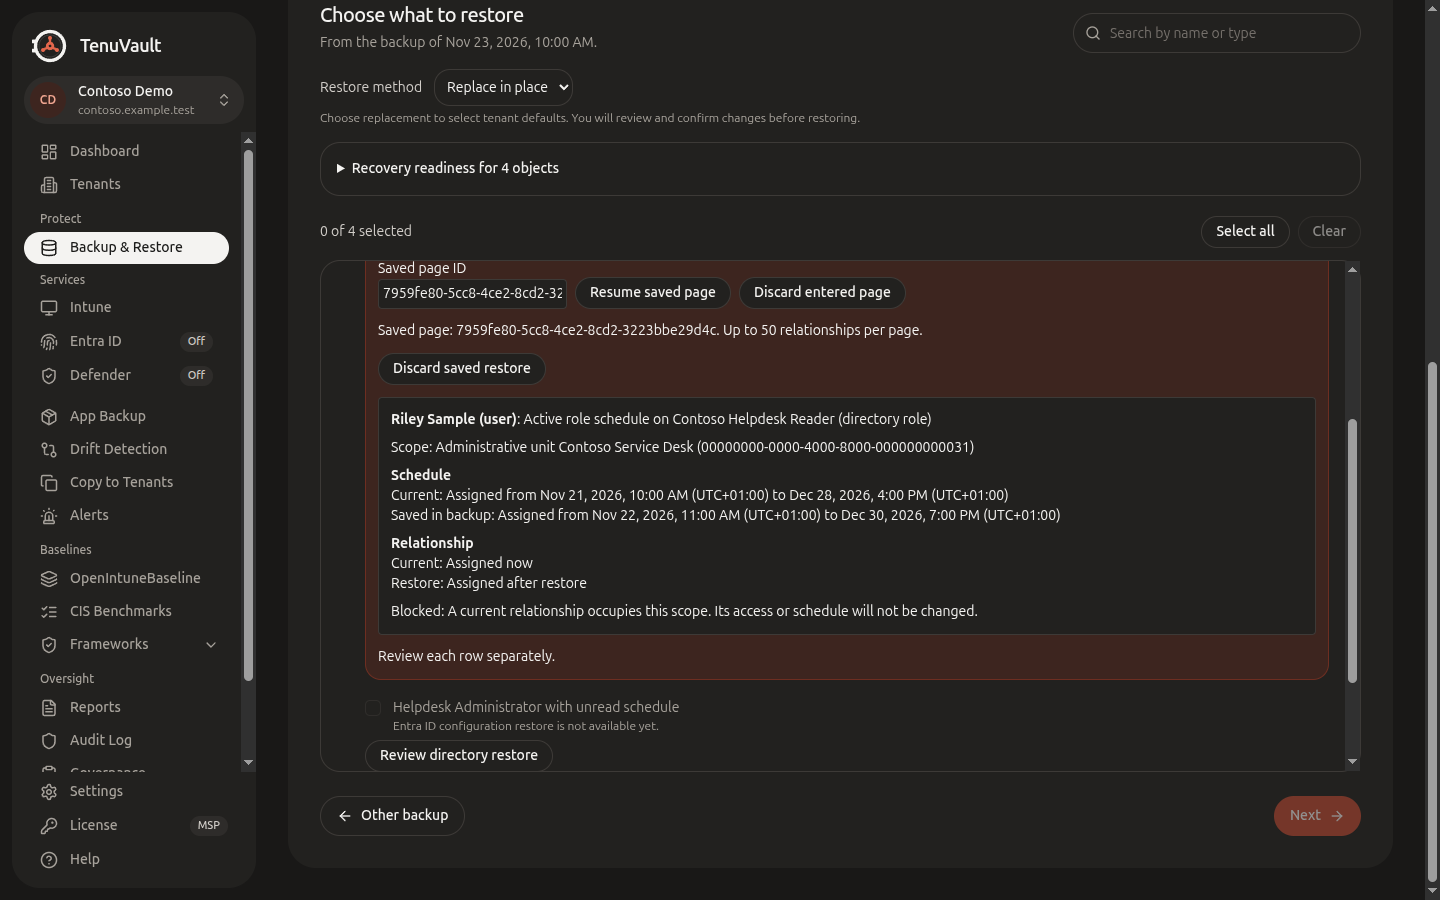 TenuVault
CD
Contoso Demo
contoso.example.test
Dashboard
Tenants
Protect
Backup & Restore
Services
Intune
Entra ID
Off
Defender
Off
App Backup
Drift Detection
Copy to Tenants
Alerts
Baselines
OpenIntuneBaseline
CIS Benchmarks
Frameworks
Oversight
Reports
Audit Log
Governance
Settings
License
MSP
Help
Choose what to restore
From the backup of Nov 23, 2026, 10:00 AM.
Search by name or type
Restore method
Replace in place
Choose replacement to select tenant defaults. You will review and confirm changes before restoring.
Recovery readiness for 4 objects
0 of 4 selected
Select all
Clear
Saved page ID
7959fe80-5cc8-4ce2-8cd2-32
Resume saved page
Discard entered page
Saved page: 7959fe80-5cc8-4ce2-8cd2-3223bbe29d4c. Up to 50 relationships per page.
Discard saved restore
Riley Sample (user): Active role schedule on Contoso Helpdesk Reader (directory role)
Scope: Administrative unit Contoso Service Desk (00000000-0000-4000-8000-000000000031)
Schedule
Current: Assigned from Nov 21, 2026, 10:00 AM (UTC+01:00) to Dec 28, 2026, 4:00 PM (UTC+01:00)
Saved in backup: Assigned from Nov 22, 2026, 11:00 AM (UTC+01:00) to Dec 30, 2026, 7:00 PM (UTC+01:00)
Relationship
Current: Assigned now
Restore: Assigned after restore
Blocked: A current relationship occupies this scope. Its access or schedule will not be changed.
Review each row separately.
Helpdesk Administrator with unread schedule
Entra ID configuration restore is not available yet.
Review directory restore
Other backup
Next